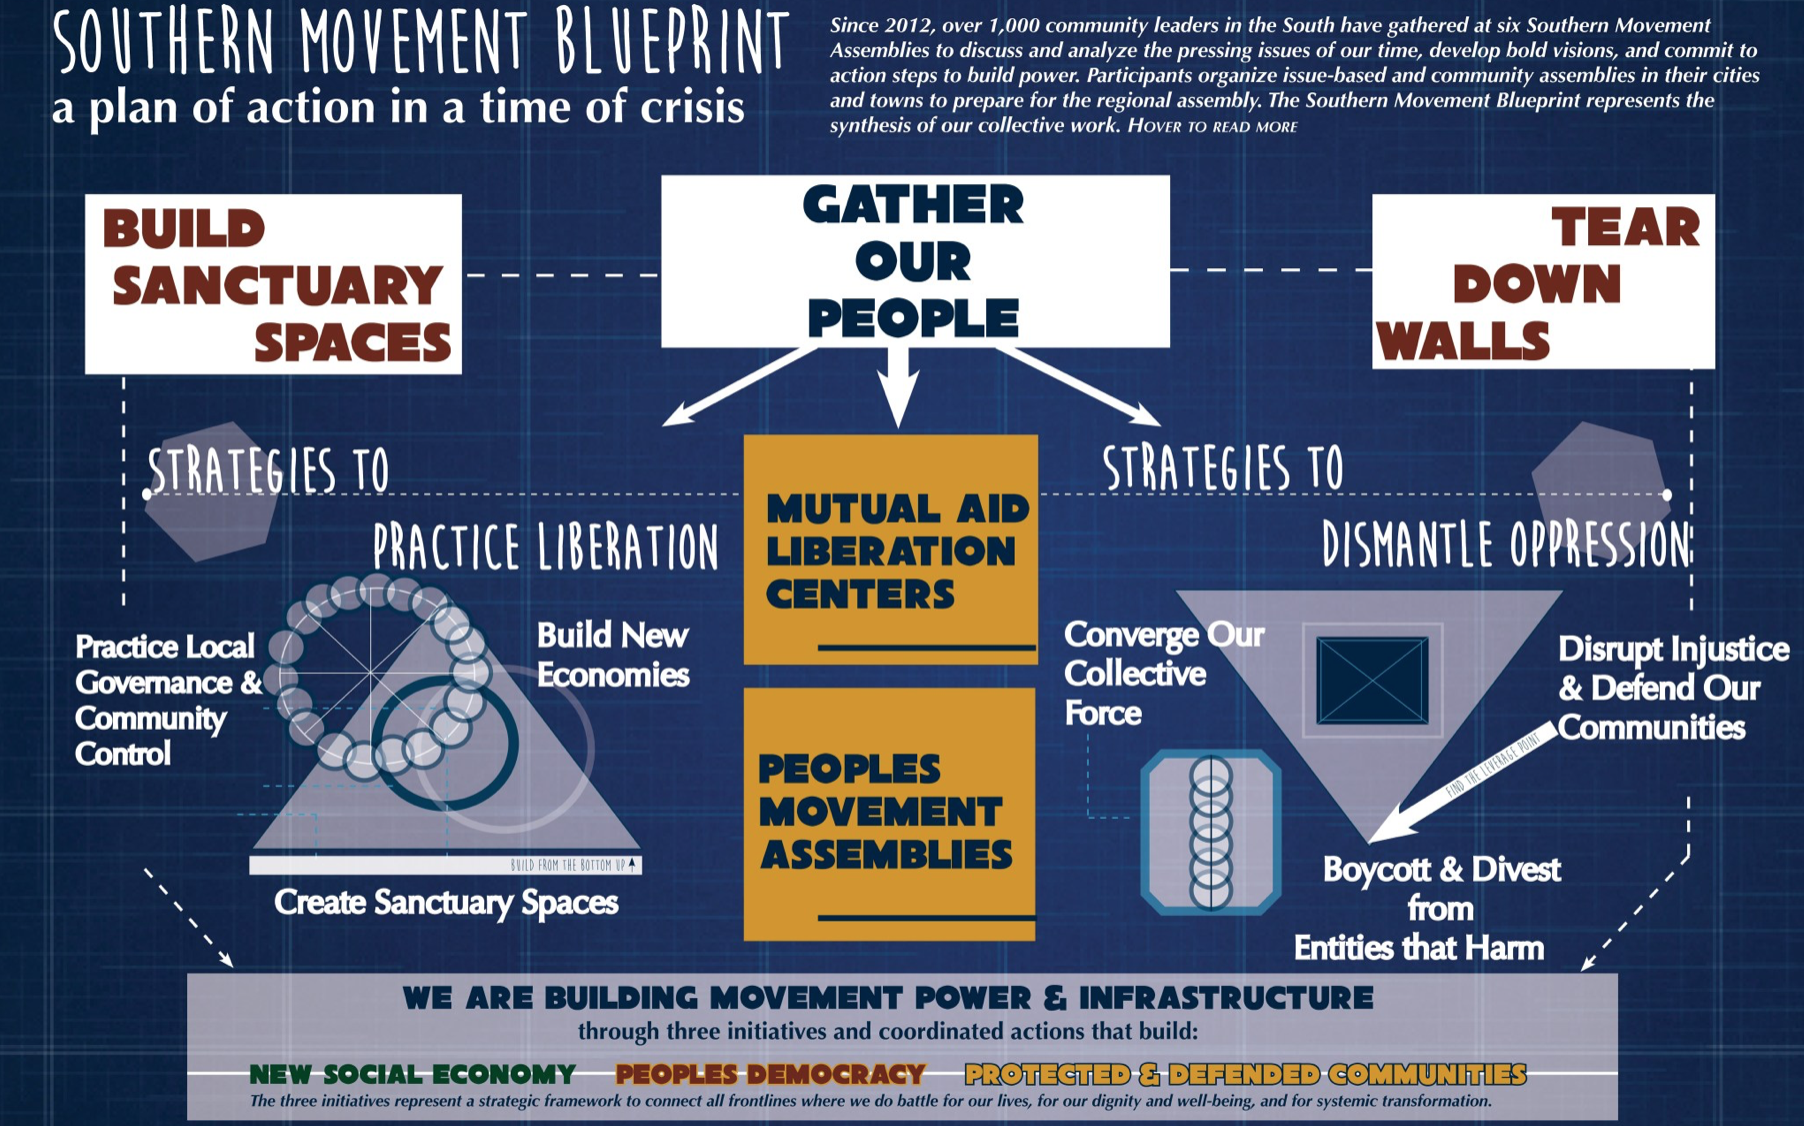 SOUTHERN MOVEMENT BLUEPRINT
a plan of action in a time of crisis
Since 2012, over 1,000 community leaders in the South have gathered at six Southern Movement
Assemblies to discuss and analyze the pressing issues of our time, develop bold visions, and commit to
action steps to build power. Participants organize issue-based and community assemblies in their cities
and towns to prepare for the regional assembly. The Southern Movement Blueprint represents the
synthesis of our collective work. HOVER TO READ MORE
BUILD
SANCTUARY
SPACES
GATHER
OUR
PEOPLE
TEAR
DOWN
WALLS
STRATEGIES TO
PRACTICE LIBERATION
Practice Local
Governance &
Community
Control
Build New
Economies
BUILD FROM THE BOTTOM UP
Create Sanctuary Spaces
MUTUAL AID
LIBERATION
CENTERS
PEOPLES
MOVEMENT
ASSEMBLIES
STRATEGIES TO
DISMANTLE OPPRESSION
Converge Our
Collective
Force
Disrupt Injustice
& Defend Our
Communities
FIND THE LEVERAGE POINT
Boycott & Divest
from
Entities that Harm
WE ARE BUILDING MOVEMENT POWER & INFRASTRUCTURE
through three initiatives and coordinated actions that build:
NEW SOCIAL ECONOMY PEOPLES DEMOCRACY PROTECTED & DEFENDED COMMUNITIES
The three initiatives represent a strategic framework to connect all frontlines where we do battle for our lives, for our dignity and well-being, and for systemic transformation.